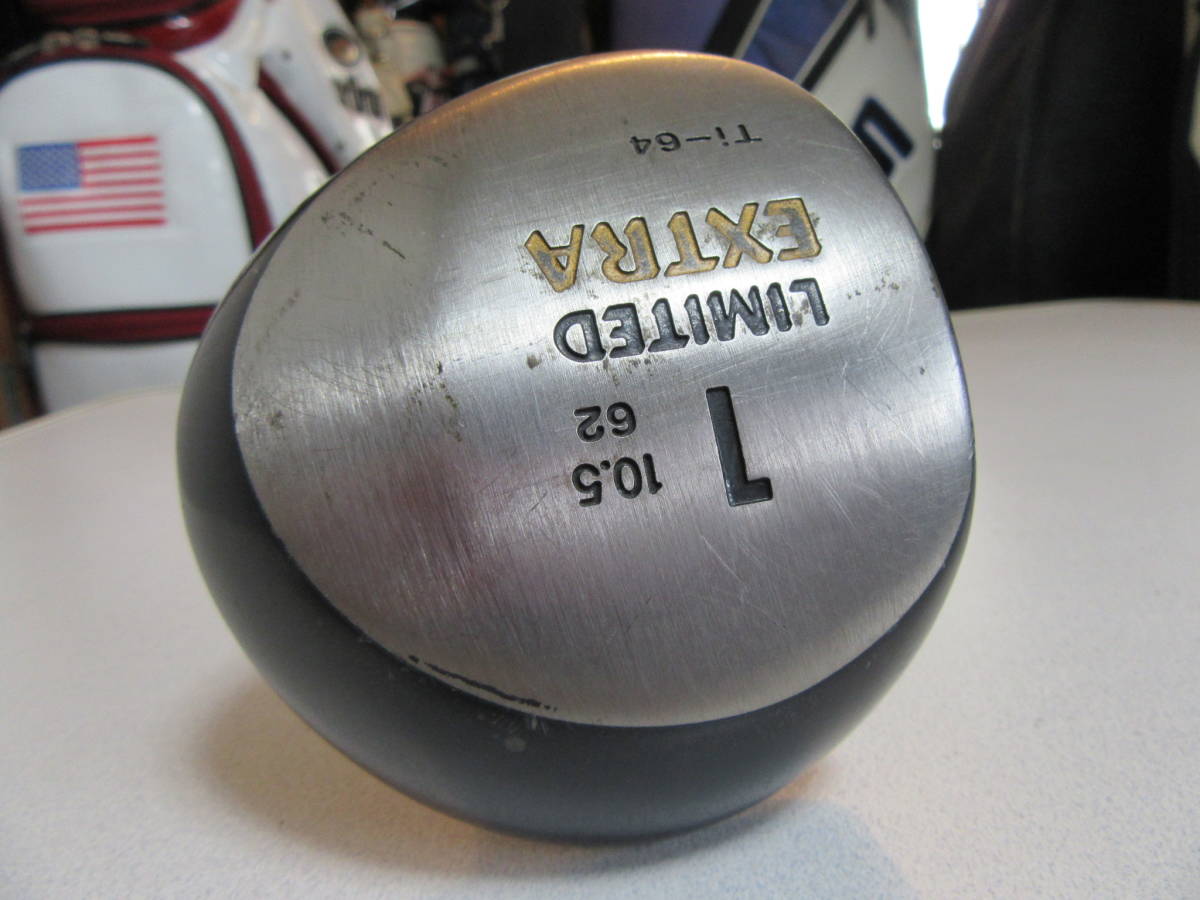 1 10.5
62
LIMITED
EXTRA
Ti-64